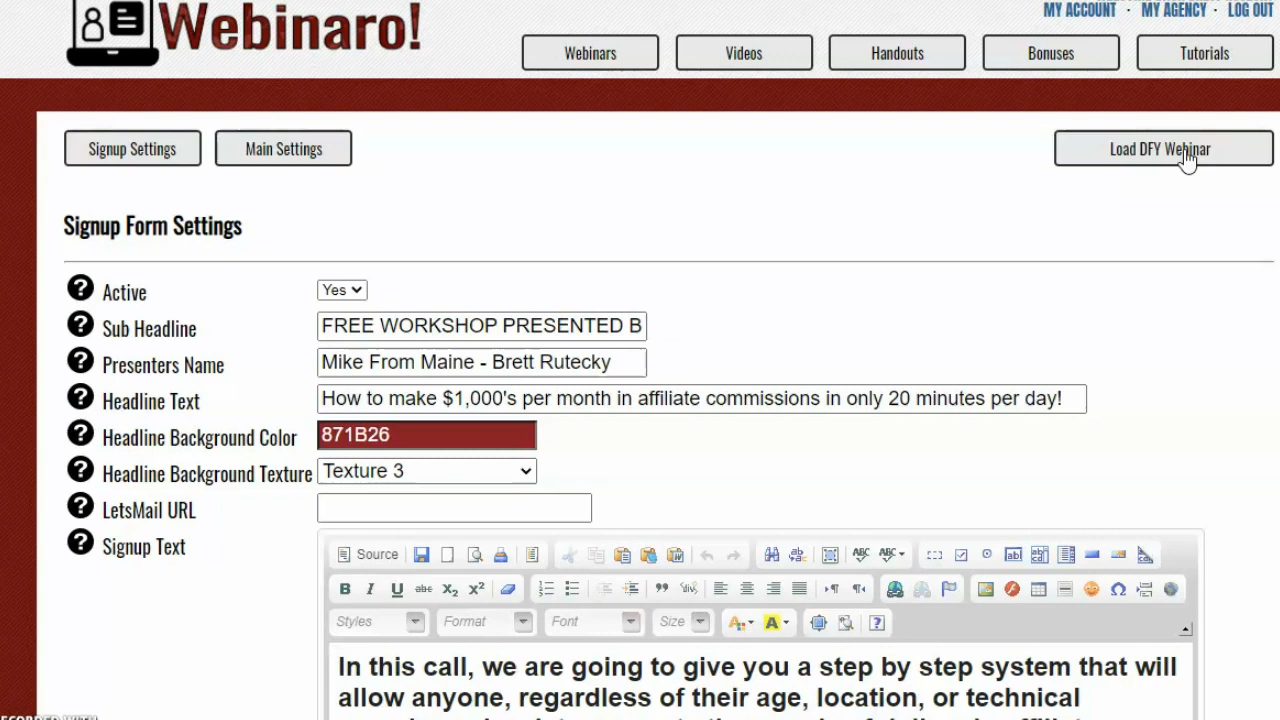 MY ACCOUNT · MY AGENCY · LOG OUT
Webinaro!
Webinars Videos Handouts Bonuses Tutorials
Signup Settings Main Settings Load DFY Webinar
Signup Form Settings
Active Yes
Sub Headline FREE WORKSHOP PRESENTED B
Presenters Name Mike From Maine - Brett Rutecky
Headline Text How to make $1,000's per month in affiliate commissions in only 20 minutes per day!
Headline Background Color 871B26
Headline Background Texture Texture 3
LetsMail URL
Signup Text
Source
Styles Format Font Size
In this call, we are going to give you a step by step system that will
allow anyone, regardless of their age, location, or technical